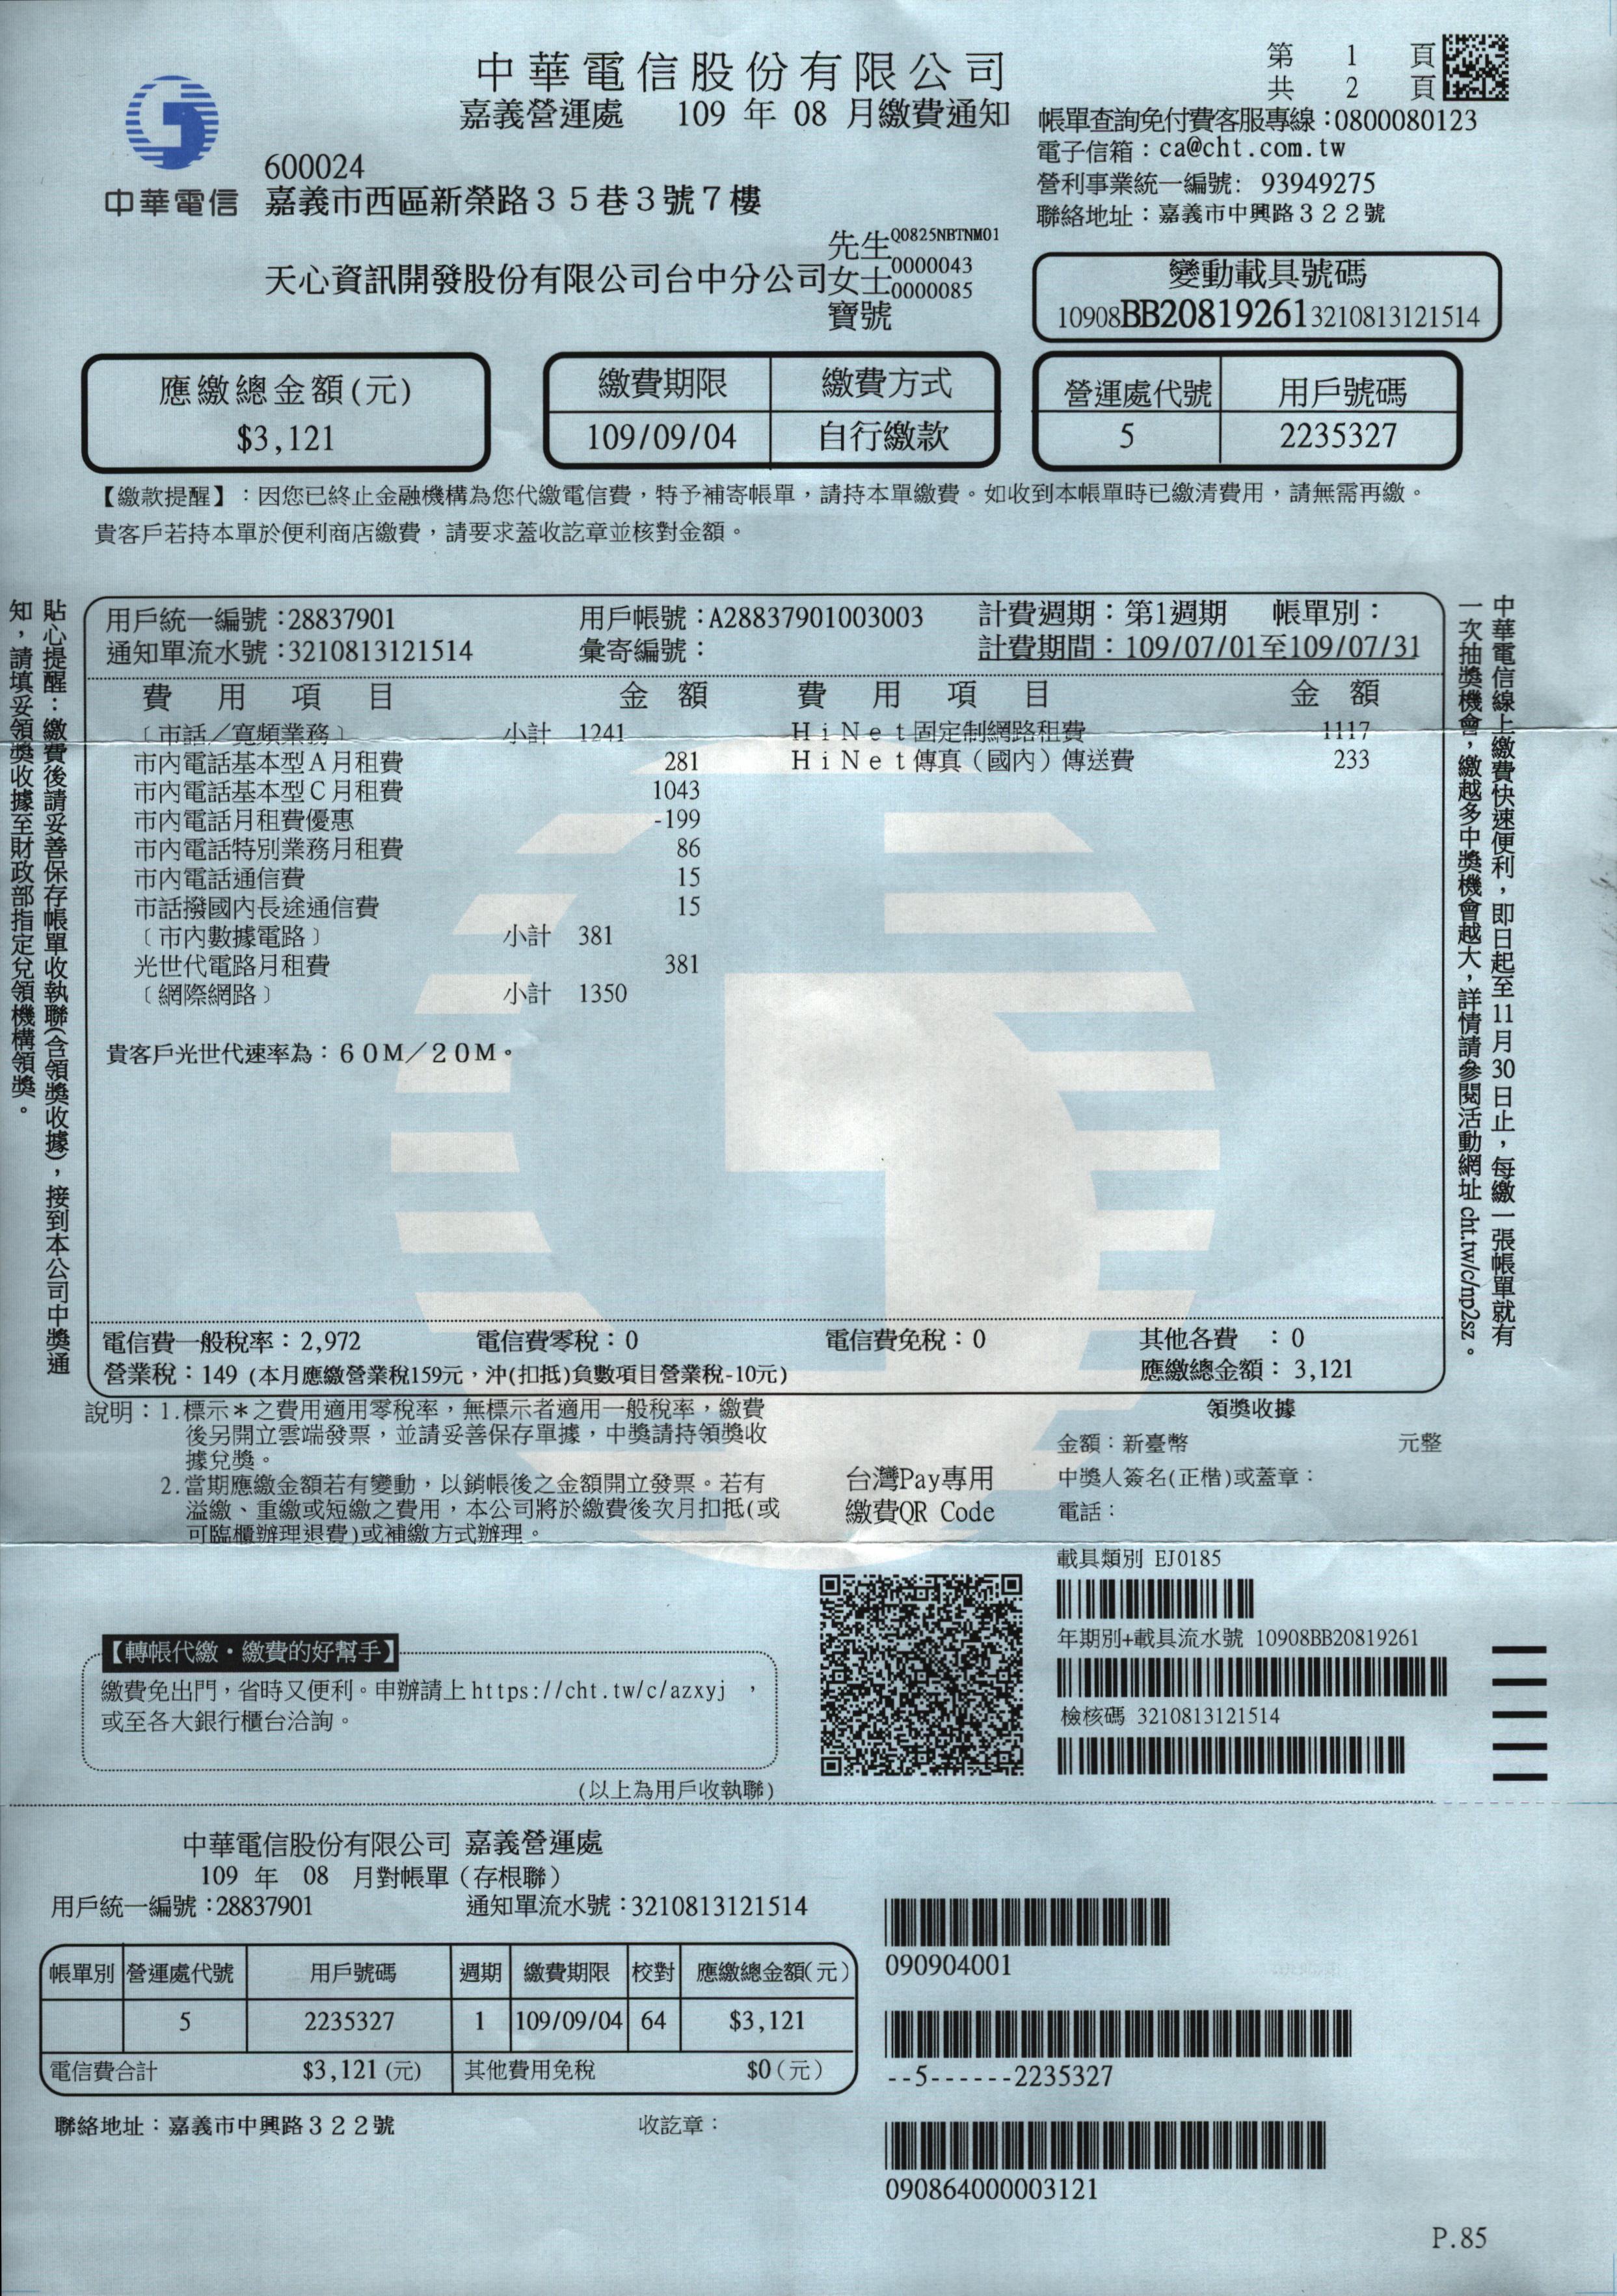 中華電信股份有限公司
嘉義營運處 109 年 08 月繳費通知
第 1 頁
共 2 頁
帳單查詢免付費客服專線：0800080123
電子信箱：ca@cht.com.tw
營利事業統一編號: 93949275
聯絡地址：嘉義市中興路３２２號
中華電信
600024
嘉義市西區新榮路３５巷３號７樓
天心資訊開發股份有限公司台中分公司
先生
女士
寶號
Q0825NBTNM01
0000043
0000085
變動載具號碼
10908BB208192613210813121514
應繳總金額(元)
$3,121
繳費期限 繳費方式
109/09/04 自行繳款
營運處代號 用戶號碼
5 2235327
【繳款提醒】：因您已終止金融機構為您代繳電信費，特予補寄帳單，請持本單繳費。如收到本帳單時已繳清費用，請無需再繳。
貴客戶若持本單於便利商店繳費，請要求蓋收訖章並核對金額。
貼心提醒：繳費後請妥善保存帳單收執聯(含領獎收據)，接到本公司中獎通
知，請填妥領獎收據至財政部指定兌領機構領獎。
用戶統一編號：28837901 用戶帳號：A28837901003003 計費週期：第1週期 帳單別：
通知單流水號：3210813121514 彙寄編號： 計費期間：109/07/01至109/07/31
費用項目 金額 費用項目 金額
〔市話／寬頻業務〕 小計 1241 ＨｉＮｅｔ固定制網路租費 1117
市內電話基本型Ａ月租費 281 ＨｉＮｅｔ傳真（國內）傳送費 233
市內電話基本型Ｃ月租費 1043
市內電話月租費優惠 -199
市內電話特別業務月租費 86
市內電話通信費 15
市話撥國內長途通信費 15
〔市內數據電路〕 小計 381
光世代電路月租費 381
〔網際網路〕 小計 1350
貴客戶光世代速率為：６０Ｍ／２０Ｍ。
電信費一般稅率：2,972 電信費零稅：0 電信費免稅：0 其他各費 ：0
營業稅：149 (本月應繳營業稅159元，沖(扣抵)負數項目營業稅-10元) 應繳總金額：3,121
中華電信線上繳費快速便利，即日起至11月30日止，每繳一張帳單就有
一次抽獎機會，繳越多中獎機會越大，詳情請參閱活動網址cht.tw/c/np2sz。
說明：1.標示＊之費用適用零稅率，無標示者適用一般稅率，繳費
後另開立雲端發票，並請妥善保存單據，中獎請持領獎收
據兌獎。
2.當期應繳金額若有變動，以銷帳後之金額開立發票。若有
溢繳、重繳或短繳之費用，本公司將於繳費後次月扣抵(或
可臨櫃辦理退費)或補繳方式辦理。
台灣Pay專用
繳費QR Code
領獎收據
金額：新臺幣 元整
中獎人簽名(正楷)或蓋章：
電話：
載具類別 EJ0185
年期別+載具流水號 10908BB20819261
檢核碼 3210813121514
【轉帳代繳・繳費的好幫手】
繳費免出門，省時又便利。申辦請上https://cht.tw/c/azxyj ，
或至各大銀行櫃台洽詢。
(以上為用戶收執聯)
中華電信股份有限公司 嘉義營運處
109 年 08 月對帳單（存根聯）
用戶統一編號：28837901 通知單流水號：3210813121514
帳單別 營運處代號 用戶號碼 週期 繳費期限 校對 應繳總金額(元)
5 2235327 1 109/09/04 64 $3,121
電信費合計 $3,121 (元) 其他費用免稅 $0(元)
聯絡地址：嘉義市中興路３２２號 收訖章：
090904001
--5------2235327
090864000003121
P.85